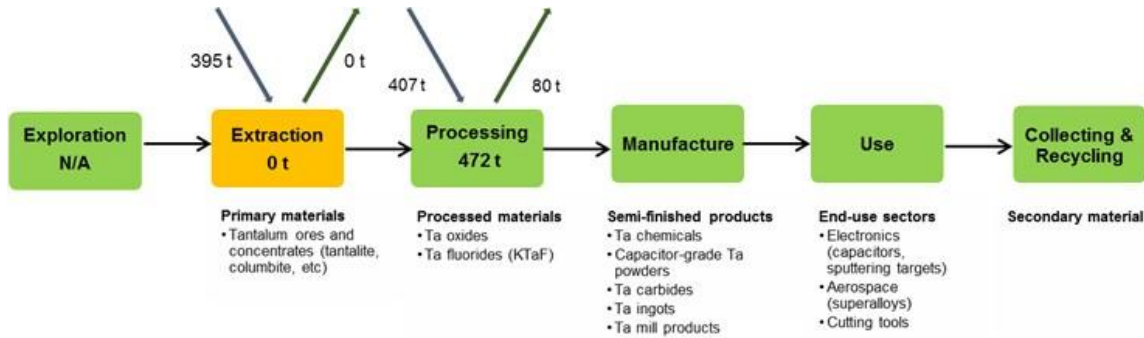 395 t
0 t
407 t
80 t
Exploration
N/A
Extraction
0 t
Processing
472 t
Manufacture
Use
Collecting &
Recycling
Primary materials
• Tantalum ores and
concentrates (tantalite,
columbite, etc)
Processed materials
• Ta oxides
• Ta fluorides (KTaF)
Semi-finished products
• Ta chemicals
• Capacitor-grade Ta
powders
• Ta carbides
• Ta ingots
• Ta mill products
End-use sectors
• Electronics
(capacitors,
sputtering targets)
• Aerospace
(superalloys)
• Cutting tools
Secondary material